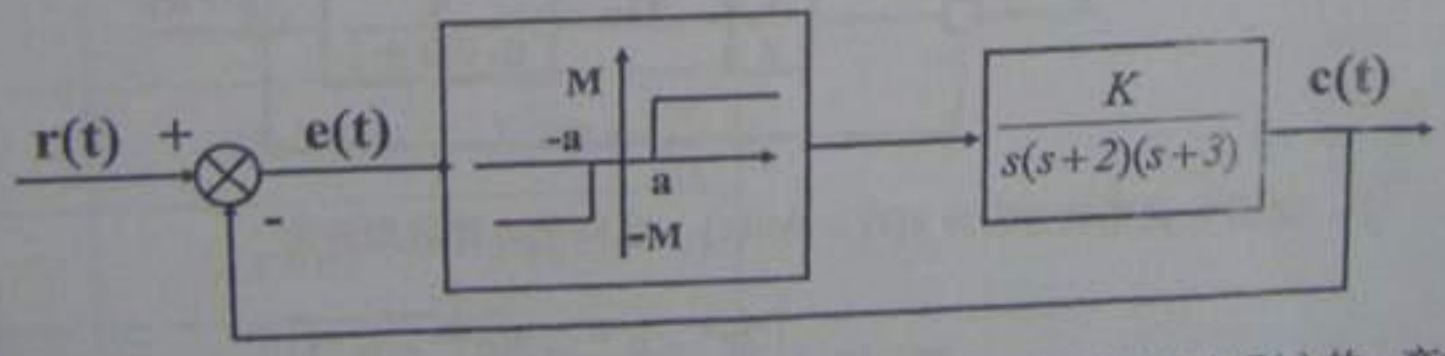 r(t)
+
e(t)
-
M
-a
a
-M
K
s(s+2)(s+3)
c(t)